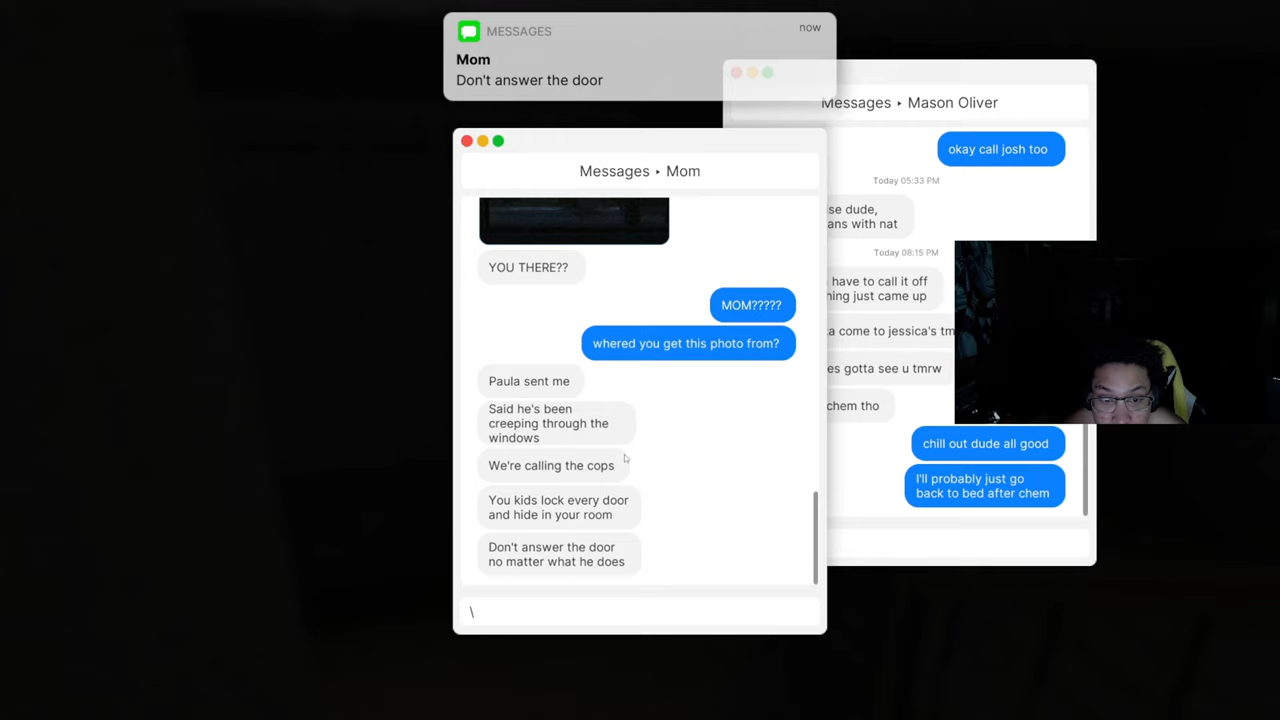 MESSAGES
now
Mom
Don't answer the door
Messages ▸ Mom
YOU THERE??
MOM?????
whered you get this photo from?
Paula sent me
Said he's been
creeping through the
windows
We're calling the cops
You kids lock every door
and hide in your room
Don't answer the door
no matter what he does
\
Messages ▸ Mason Oliver
okay call josh too
Today 05:33 PM
se dude,
ans with nat
Today 08:15 PM
have to call it off
hing just came up
a come to jessica's tm
es gotta see u tmrw
chem tho
chill out dude all good
I'll probably just go
back to bed after chem